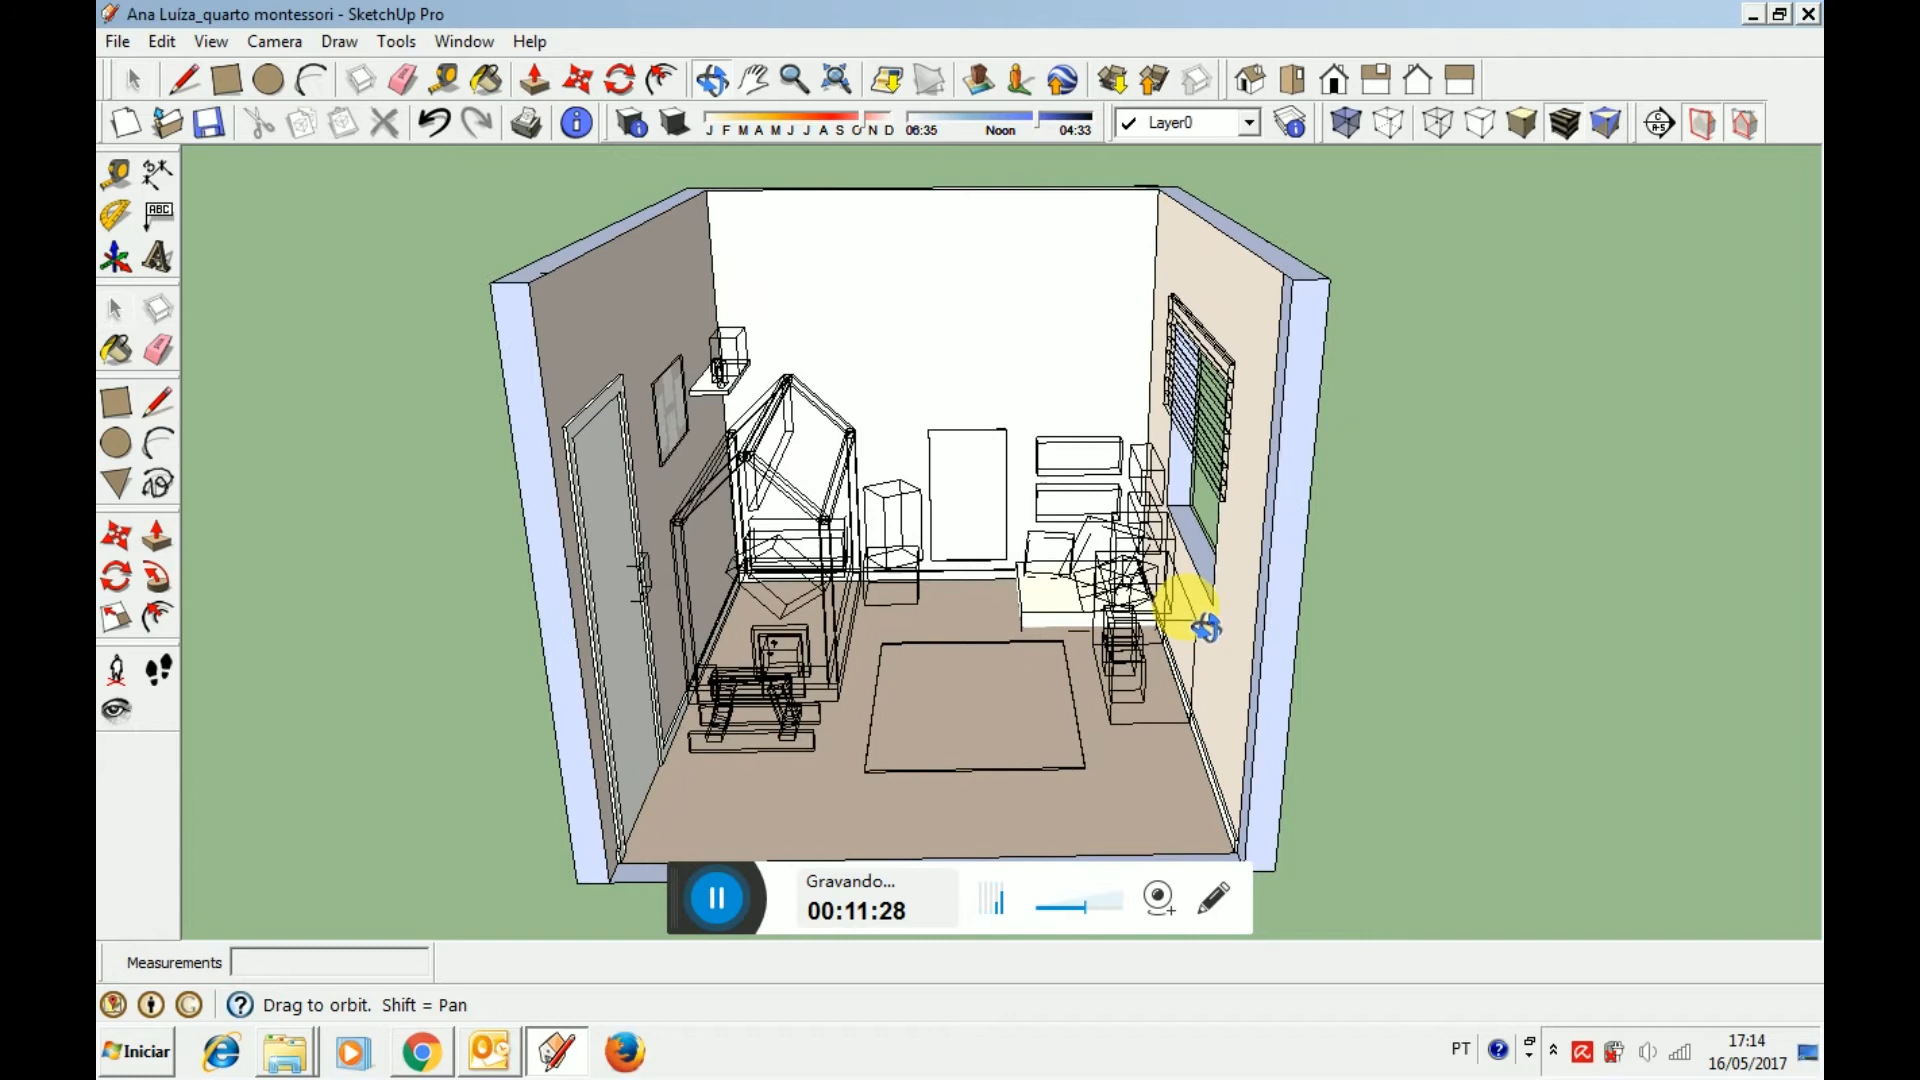 Ana Luíza_quarto montessori - SketchUp Pro
File Edit View Camera Draw Tools Window Help
J F M A M J J A S O N D 06:35 Noon 04:33 Layer0
ABC
Gravando...
00:11:28
Measurements
Drag to orbit. Shift = Pan
Iniciar
PT
17:14
16/05/2017